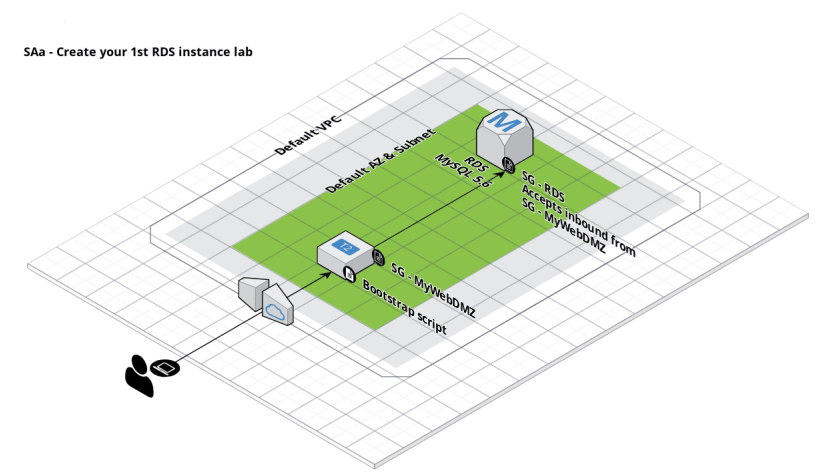 SAa - Create your 1st RDS instance lab
Default VPC
Default AZ & Subnet
M
RDS
MySQL 5,6
SG - RDS
Accepts inbound from
SG - MyWebDMZ
T2
SG - MyWebDMZ
Bootstrap script